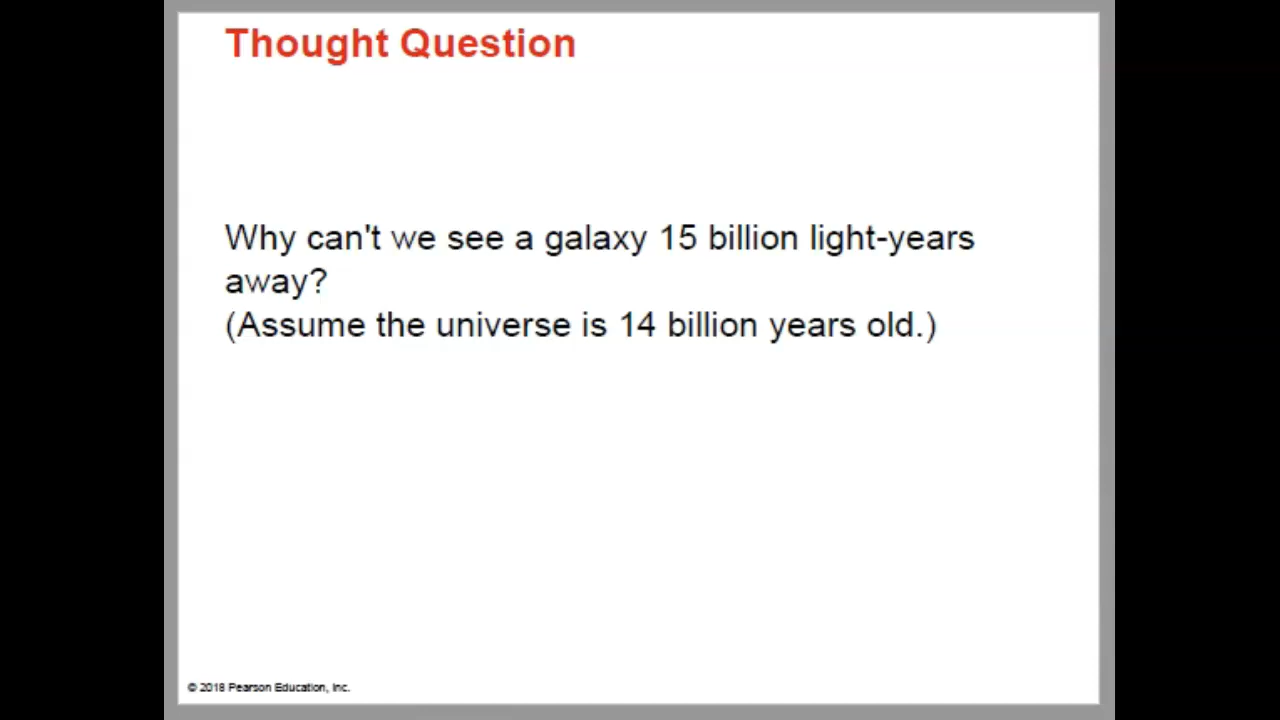 Thought Question
Why can't we see a galaxy 15 billion light-years
away?
(Assume the universe is 14 billion years old.)
© 2018 Pearson Education, Inc.